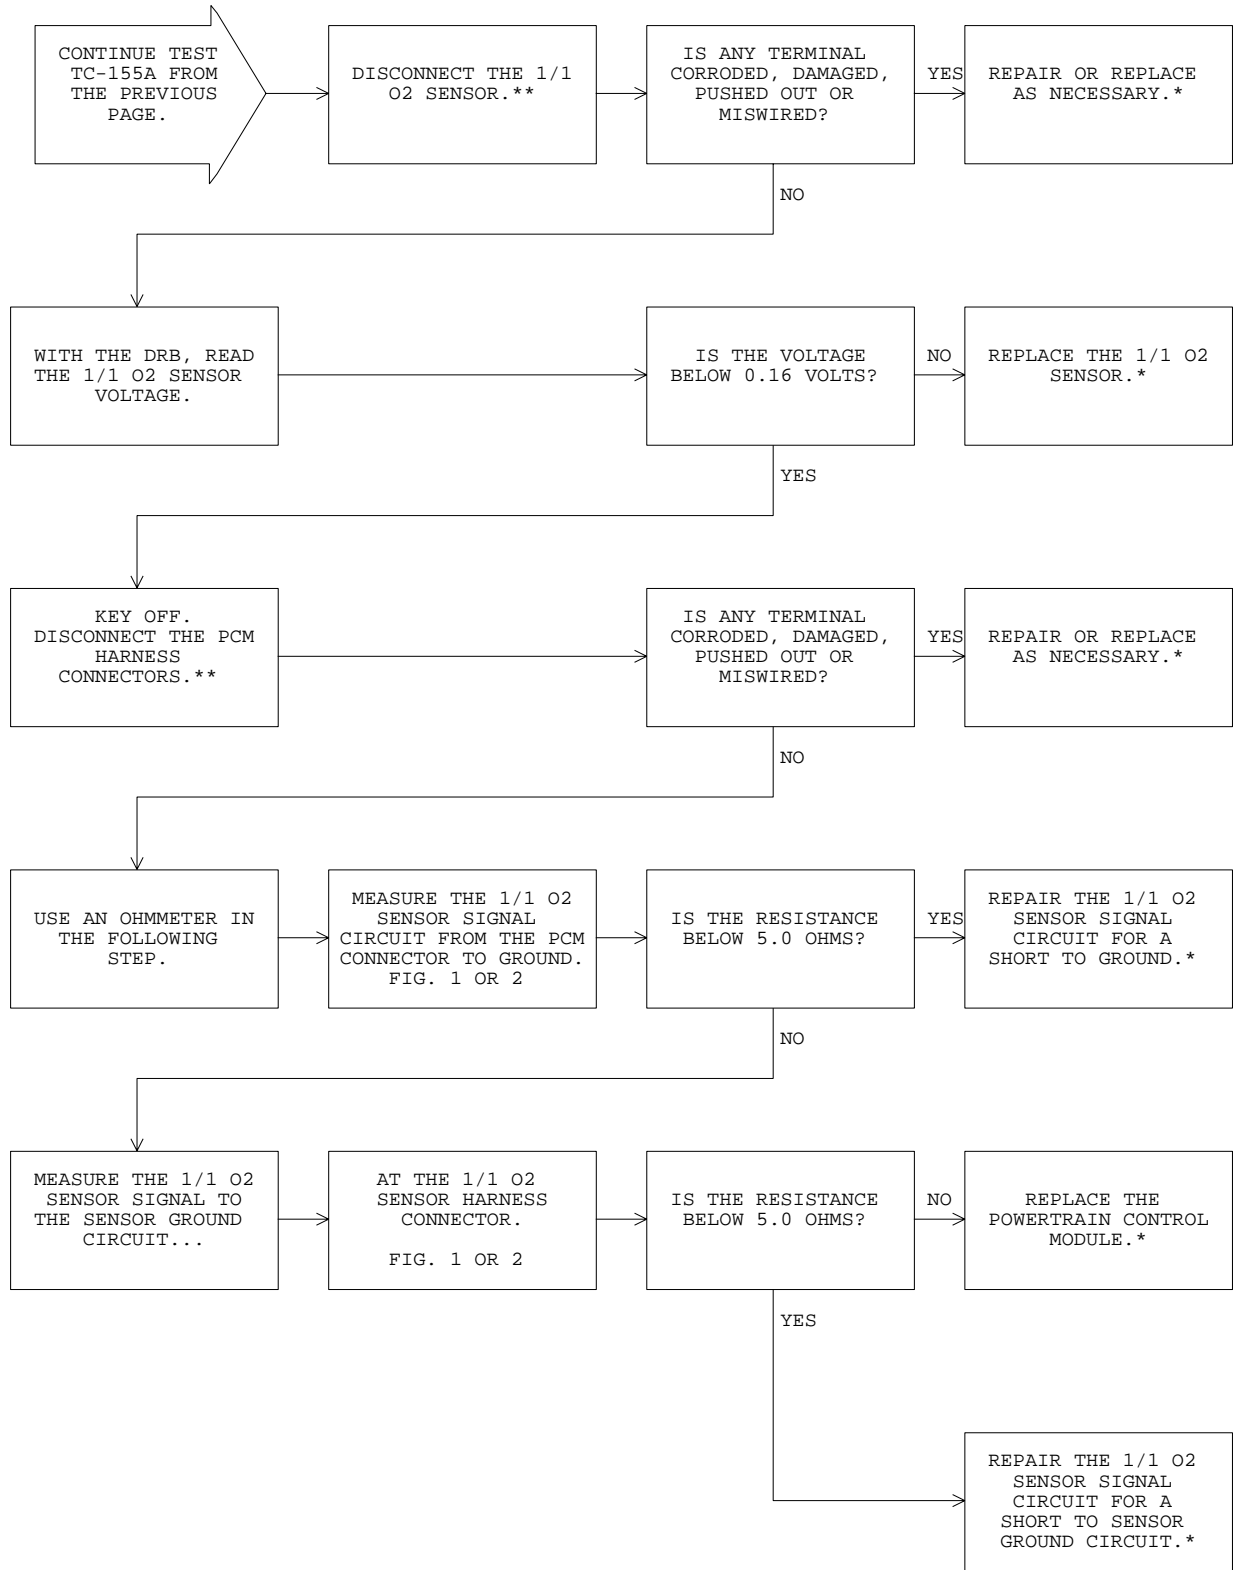 CONTINUE TEST
TC-155A FROM
THE PREVIOUS
PAGE.
DISCONNECT THE 1/1
O2 SENSOR.**
IS ANY TERMINAL
CORRODED, DAMAGED,
PUSHED OUT OR
MISWIRED?
YES
REPAIR OR REPLACE
AS NECESSARY.*
NO
WITH THE DRB, READ
THE 1/1 O2 SENSOR
VOLTAGE.
IS THE VOLTAGE
BELOW 0.16 VOLTS?
NO
REPLACE THE 1/1 O2
SENSOR.*
YES
KEY OFF.
DISCONNECT THE PCM
HARNESS
CONNECTORS.**
IS ANY TERMINAL
CORRODED, DAMAGED,
PUSHED OUT OR
MISWIRED?
YES
REPAIR OR REPLACE
AS NECESSARY.*
NO
USE AN OHMMETER IN
THE FOLLOWING
STEP.
MEASURE THE 1/1 O2
SENSOR SIGNAL
CIRCUIT FROM THE PCM
CONNECTOR TO GROUND.
FIG. 1 OR 2
IS THE RESISTANCE
BELOW 5.0 OHMS?
YES
REPAIR THE 1/1 O2
SENSOR SIGNAL
CIRCUIT FOR A
SHORT TO GROUND.*
NO
MEASURE THE 1/1 O2
SENSOR SIGNAL TO
THE SENSOR GROUND
CIRCUIT...
AT THE 1/1 O2
SENSOR HARNESS
CONNECTOR.
FIG. 1 OR 2
IS THE RESISTANCE
BELOW 5.0 OHMS?
NO
REPLACE THE
POWERTRAIN CONTROL
MODULE.*
YES
REPAIR THE 1/1 O2
SENSOR SIGNAL
CIRCUIT FOR A
SHORT TO SENSOR
GROUND CIRCUIT.*